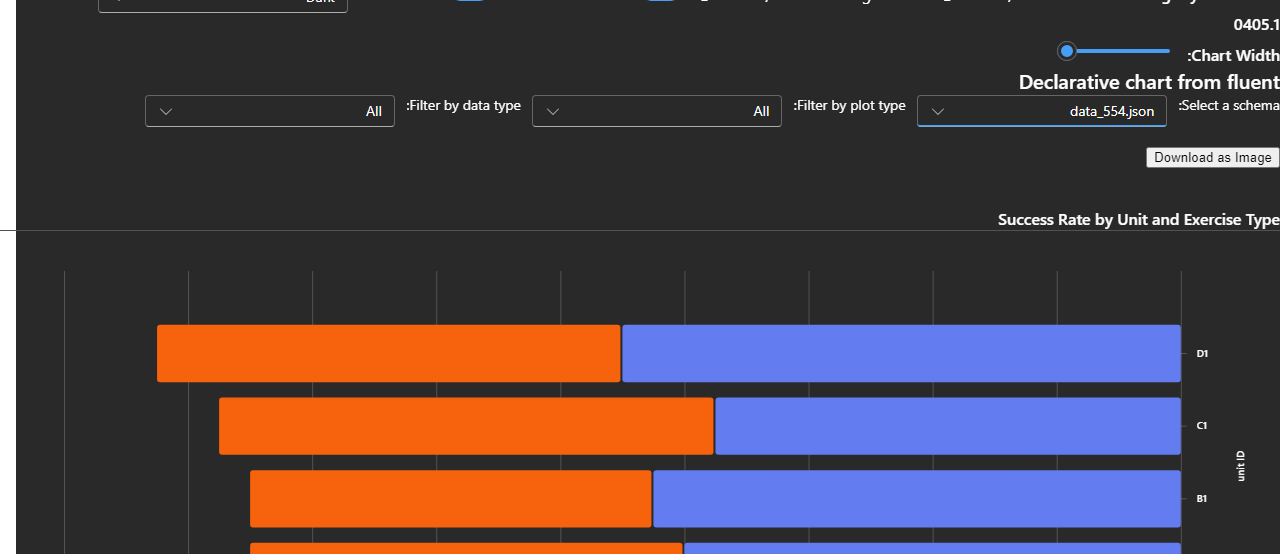 0405.1
:Chart Width
Declarative chart from fluent
:Select a schema
data_554.json
:Filter by plot type
All
:Filter by data type
All
Download as Image
Success Rate by Unit and Exercise Type
D1
C1
B1
unit ID